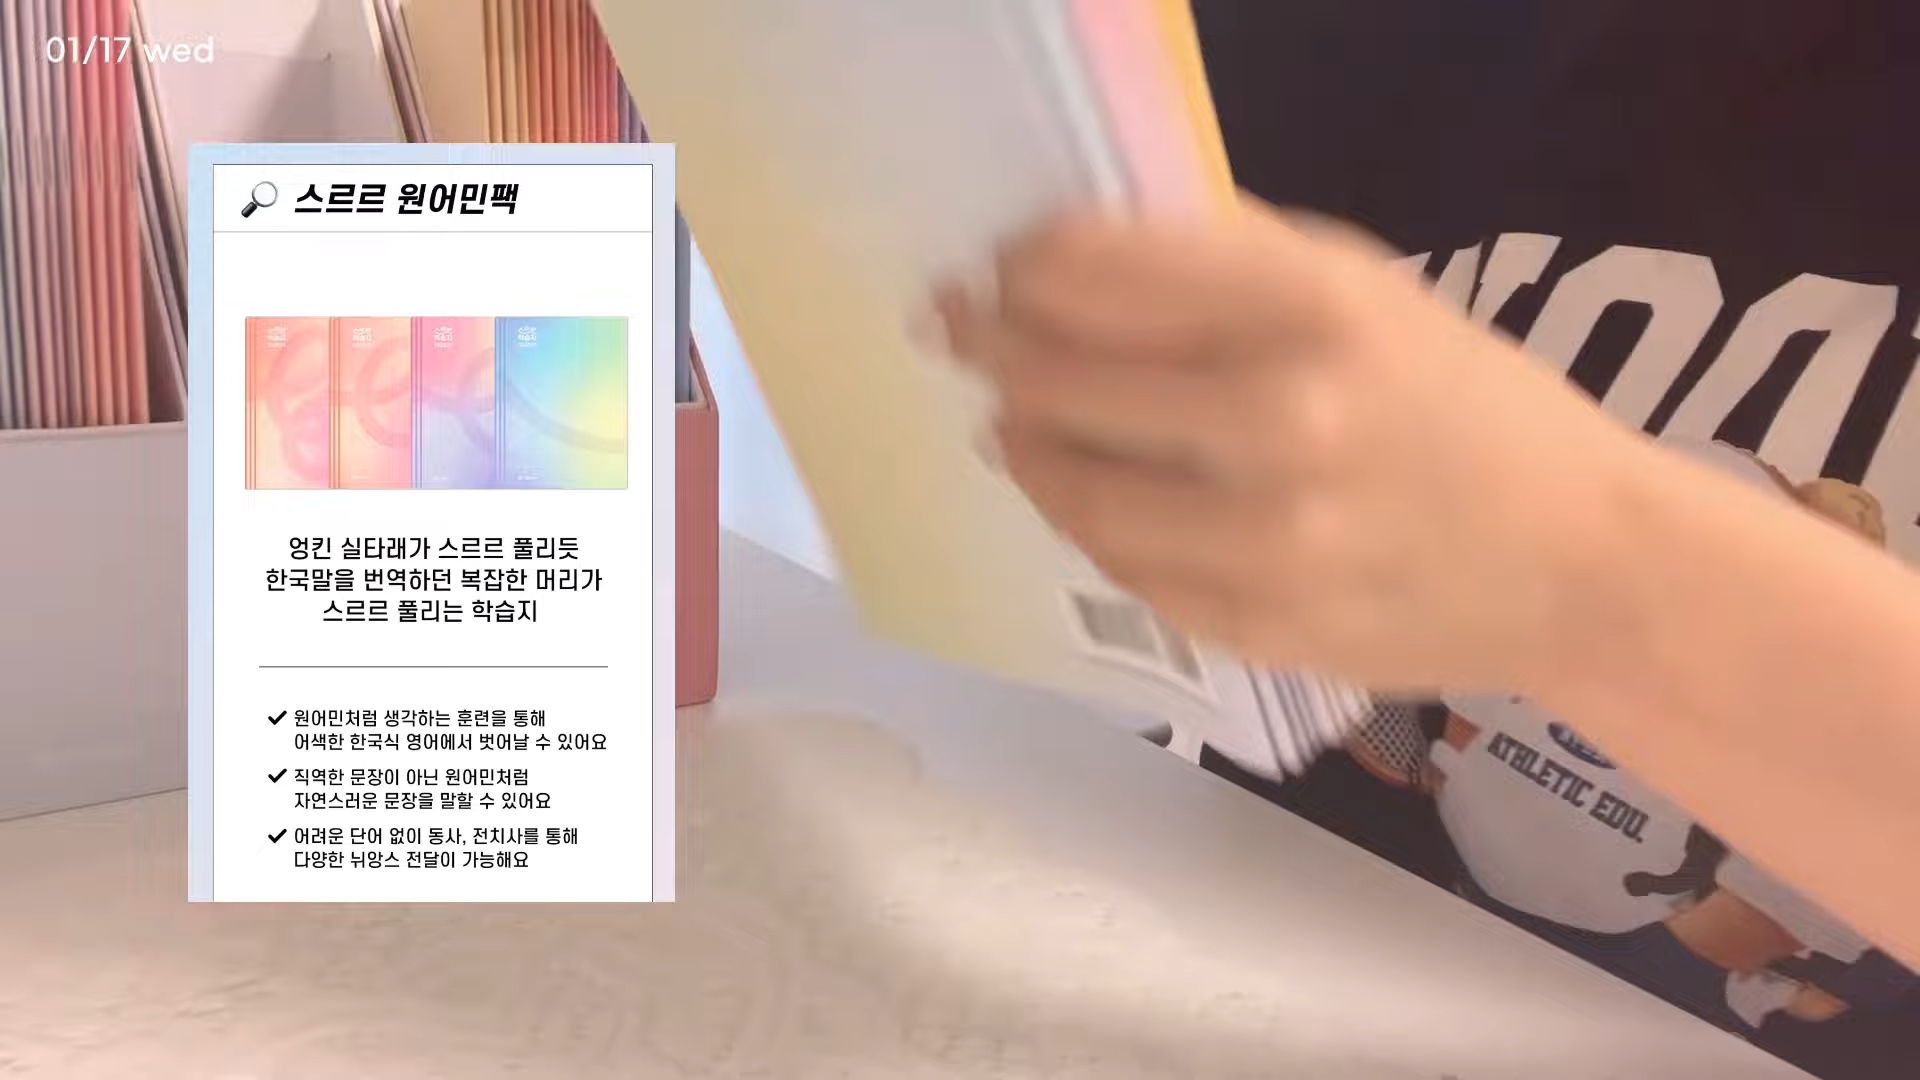 01/17 wed
스르르 원어민팩
엉킨 실타래가 스르르 풀리듯
한국말을 번역하던 복잡한 머리가
스르르 풀리는 학습지
원어민처럼 생각하는 훈련을 통해
어색한 한국식 영어에서 벗어날 수 있어요
직역한 문장이 아닌 원어민처럼
자연스러운 문장을 말할 수 있어요
어려운 단어 없이 동사, 전치사를 통해
다양한 뉘앙스 전달이 가능해요
ATHLETIC EDU.